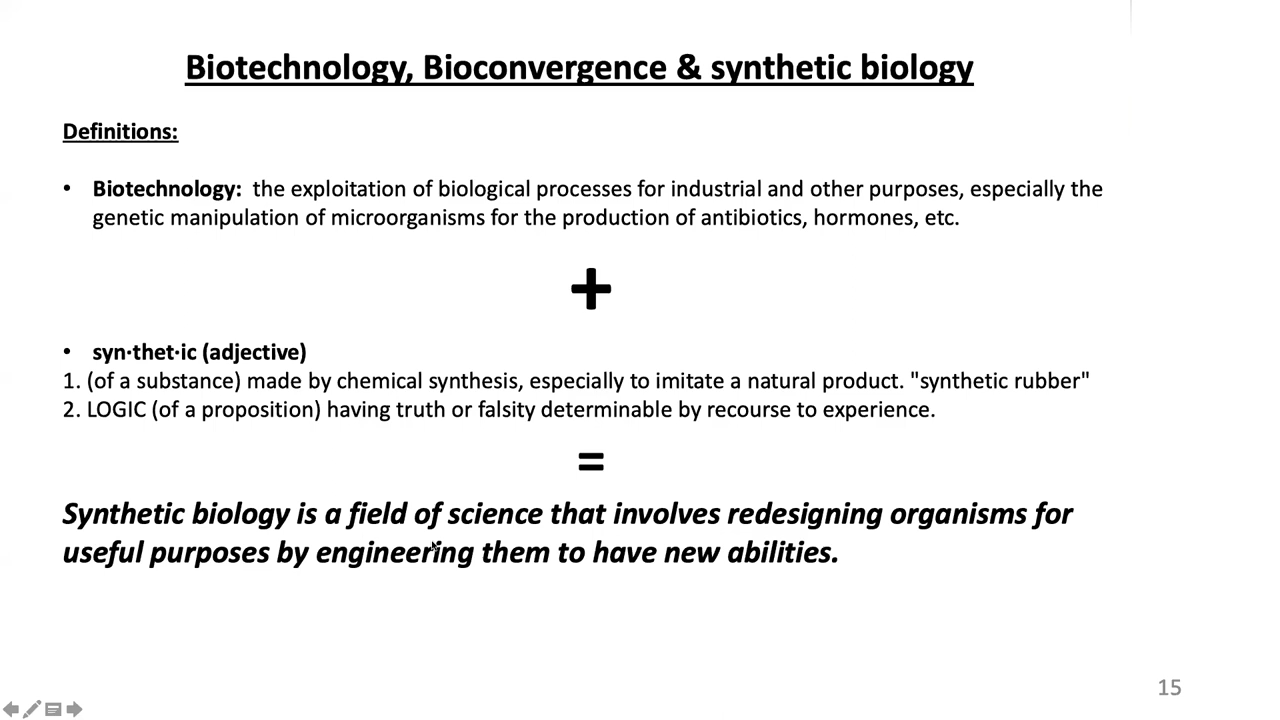 Biotechnology, Bioconvergence & synthetic biology
Definitions:
• Biotechnology: the exploitation of biological processes for industrial and other purposes, especially the
genetic manipulation of microorganisms for the production of antibiotics, hormones, etc.
+
• syn·thet·ic (adjective)
1. (of a substance) made by chemical synthesis, especially to imitate a natural product. "synthetic rubber"
2. LOGIC (of a proposition) having truth or falsity determinable by recourse to experience.
=
Synthetic biology is a field of science that involves redesigning organisms for
useful purposes by engineering them to have new abilities.
15